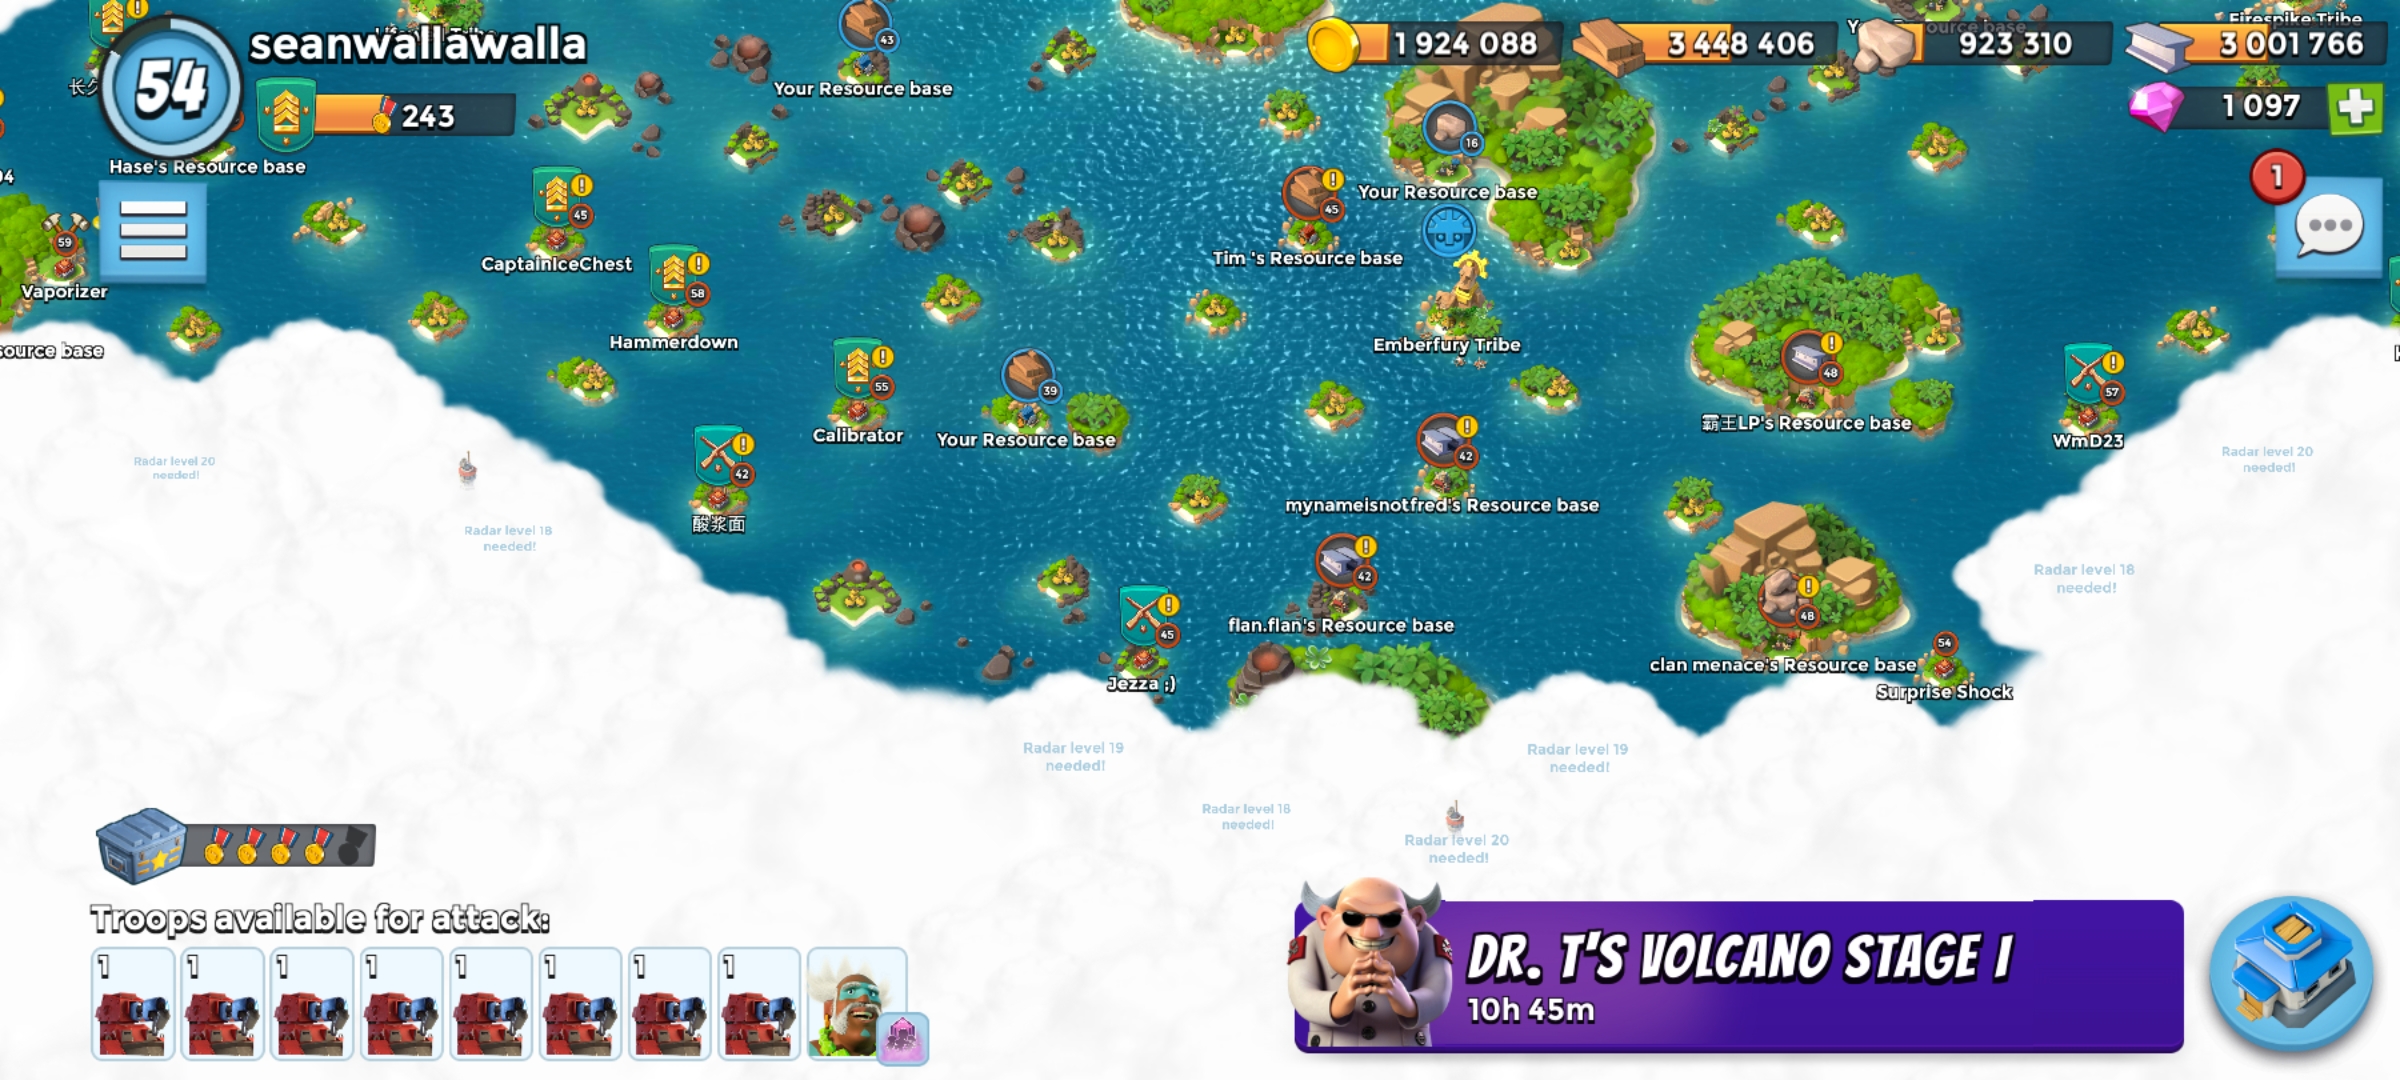 Firespike Tribe
seanwallawalla
54
243
1 924 088
3 448 406
923 310
3 001 766
1 097
1
43
Your Resource base
16
Your Resource base
Hase's Resource base
45
CaptainIceChest
45
Tim 's Resource base
59
Vaporizer
58
Hammerdown
Emberfury Tribe
source base
55
Calibrator
39
Your Resource base
48
霸王LP's Resource base
57
WmD23
42
酸浆面
42
mynameisnotfred's Resource base
Radar level 20
needed!
Radar level 18
needed!
Radar level 20
needed!
42
flan.flan's Resource base
45
Jezza ;)
48
clan menace's Resource base
54
Surprise Shock
Radar level 18
needed!
Radar level 19
needed!
Radar level 19
needed!
Radar level 18
needed!
Radar level 20
needed!
Troops available for attack:
1 1 1 1 1 1 1 1
DR. T'S VOLCANO STAGE I
10h 45m